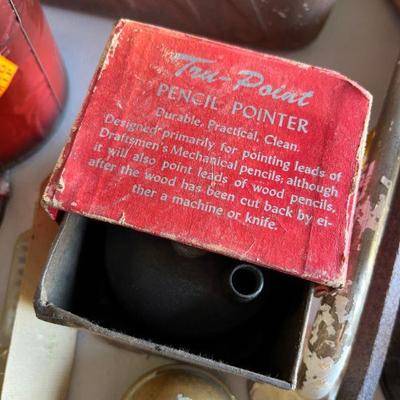 Tru-Point
PENCIL POINTER
Durable, Practical, Clean.
Designed primarily for pointing leads of
Draftsmen's Mechanical pencils; although
it will also point leads of wood pencils,
after the wood has been cut back by ei-
ther a machine or knife.